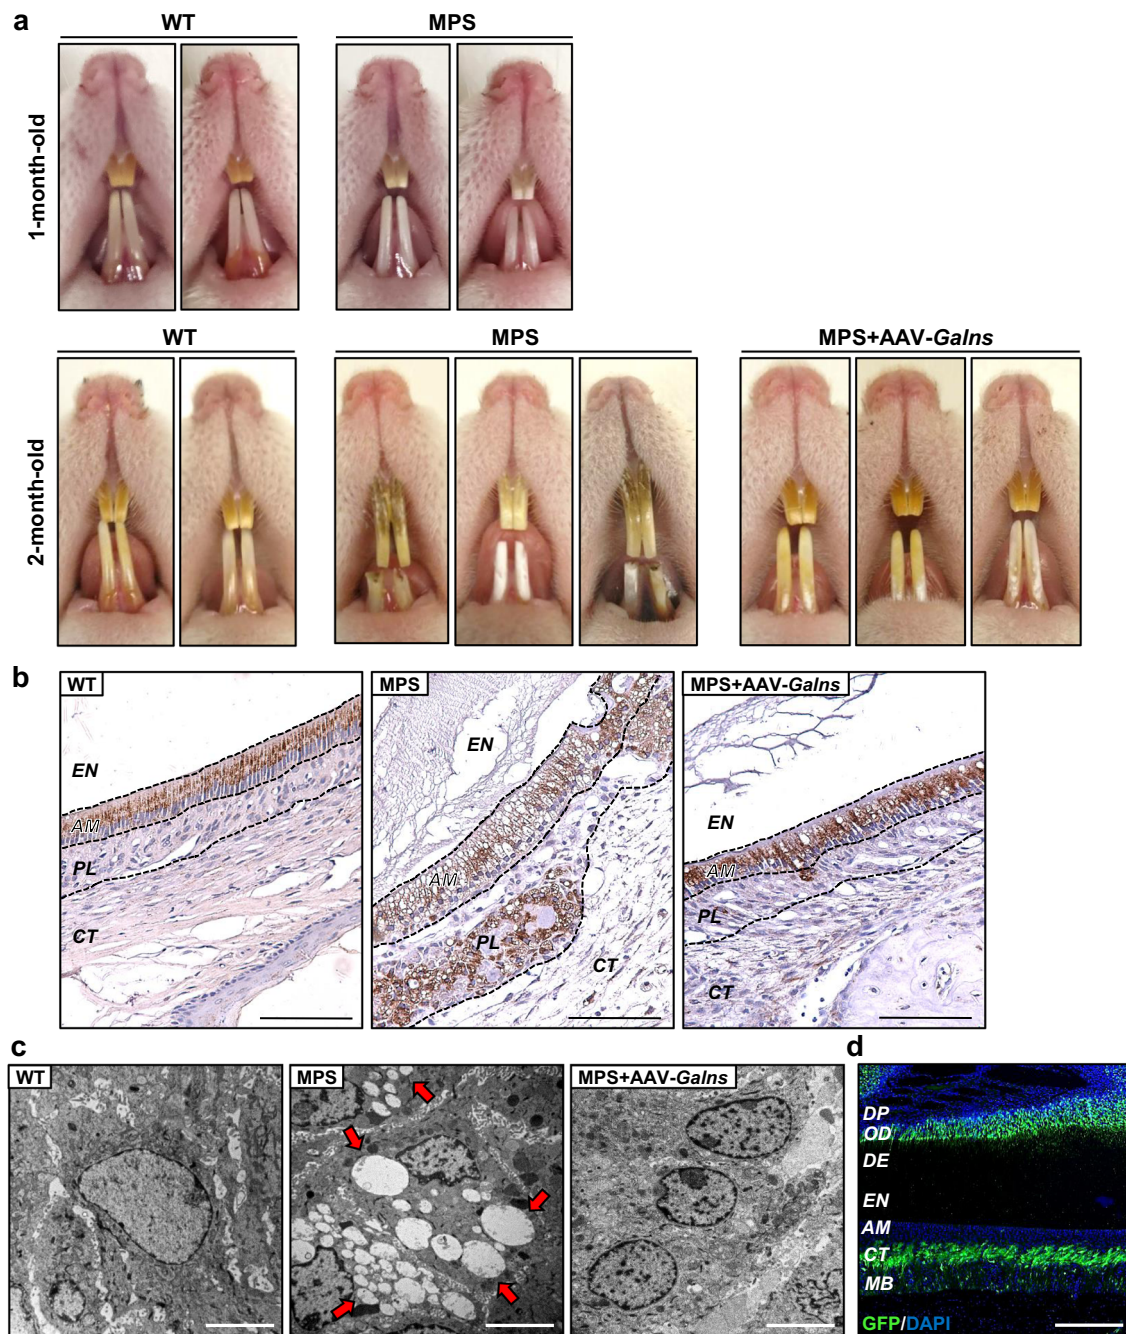 a
WT
MPS
1-month-old
WT
MPS
MPS+AAV-Galns
2-month-old
b
WT
EN
AM
PL
CT
MPS
EN
AM
PL
CT
MPS+AAV-Galns
EN
AM
PL
CT
c
WT
MPS
MPS+AAV-Galns
d
DP
OD
DE
EN
AM
CT
MB
GFP/DAPI